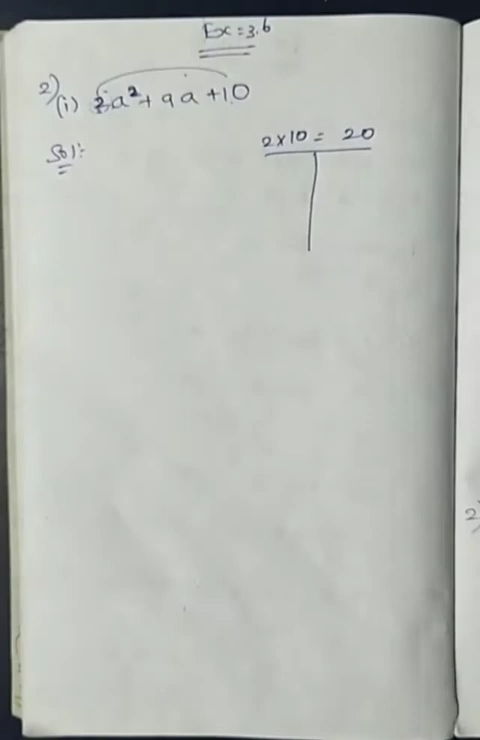 Ex = 3.6
2)
(i) 2a² + 9a + 10
Sol:
2 × 10 = 20